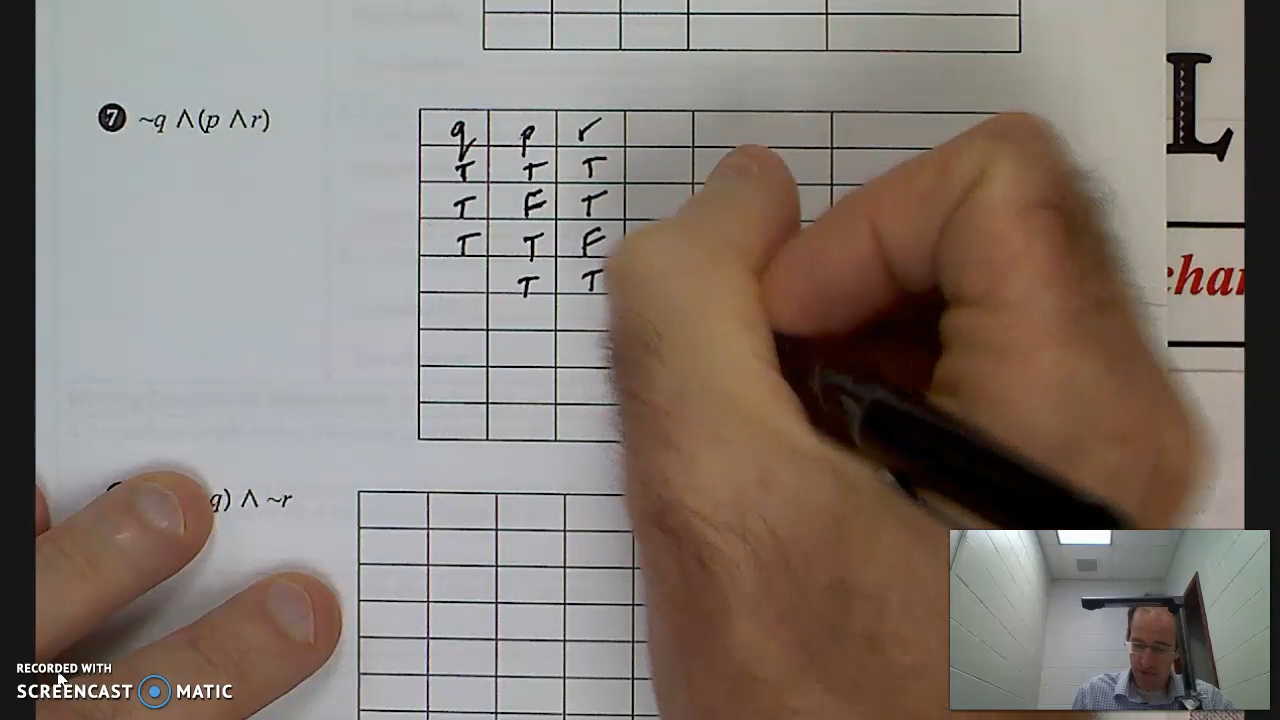 7 ~q ∧(p ∧r)
q p r
T T T
T F T
T T F
T T
q) ∧ ~r
L
char
RECORDED WITH
SCREENCAST MATIC